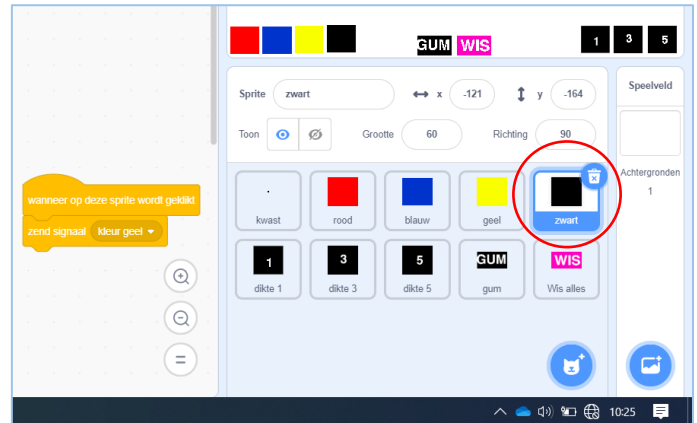 GUM WIS 1 3 5
Sprite zwart x -121 y -164
Toon Grootte 60 Richting 90
Speelveld
Achtergronden
1
wanneer op deze sprite wordt geklikt
zend signaal kleur geel
kwast rood blauw geel zwart
1 3 5 GUM WIS
dikte 1 dikte 3 dikte 5 gum Wis alles
10:25